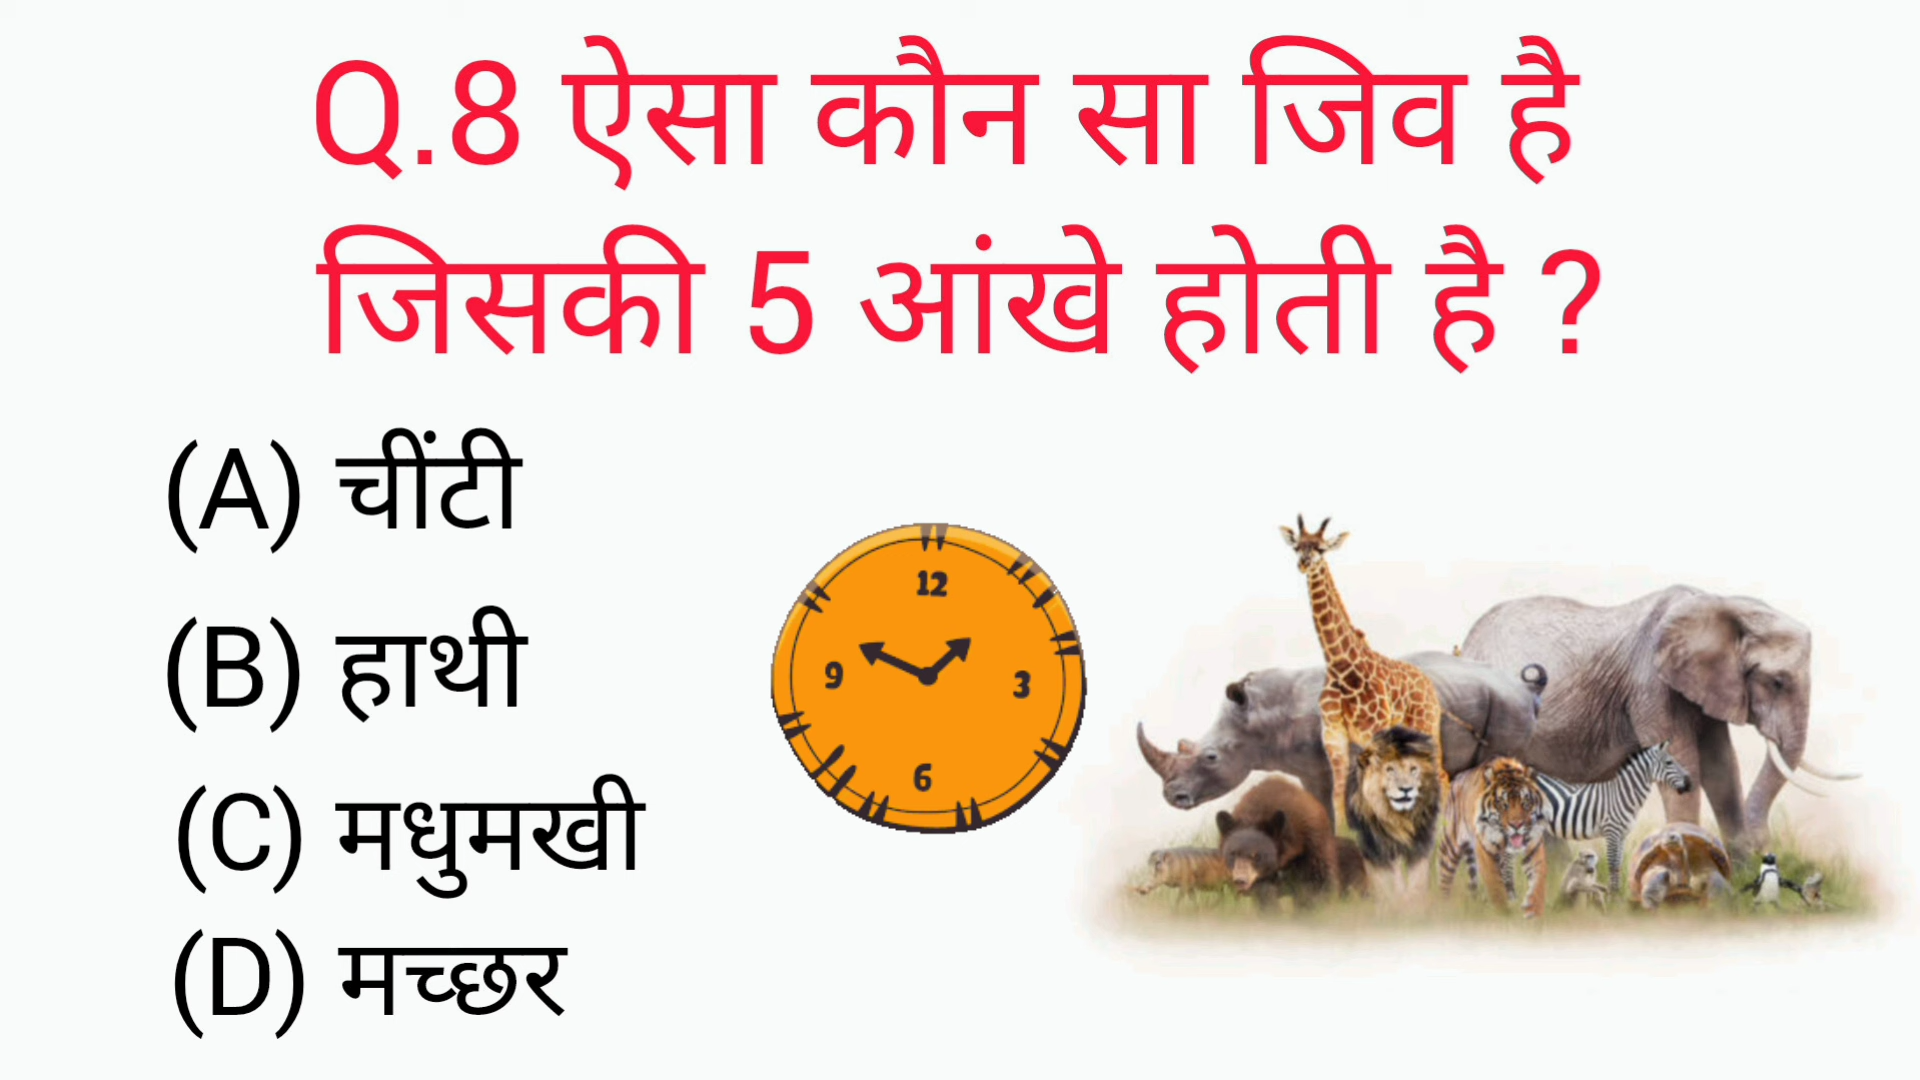 Q.8 ऐसा कौन सा जिव है
जिसकी 5 आंखे होती है ?
(A) चींटी
(B) हाथी
(C) मधुमखी
(D) मच्छर
12
9
3
6